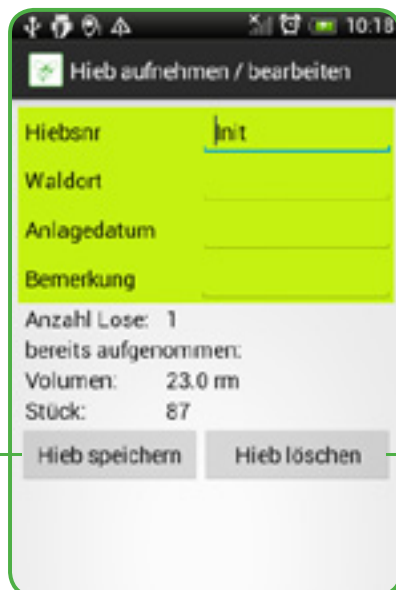 10:18
Hieb aufnehmen / bearbeiten
Hiebsnr Init
Waldort
Anlagedatum
Bemerkung
Anzahl Lose: 1
bereits aufgenommen:
Volumen: 23.0 rm
Stück: 87
Hieb speichern Hieb löschen